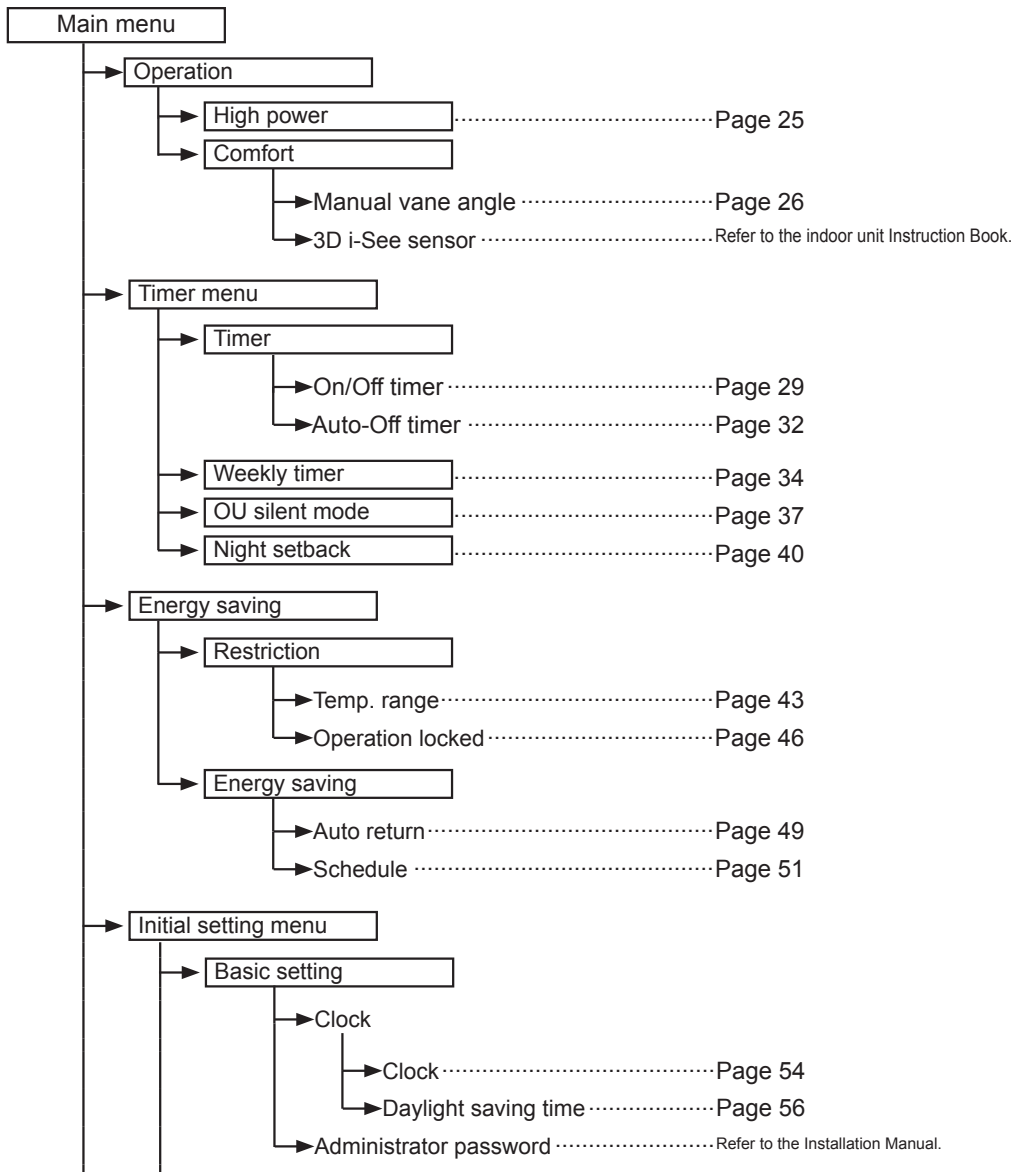 Main menu
Operation
High power Page 25
Comfort
Manual vane angle Page 26
3D i-See sensor Refer to the indoor unit Instruction Book.
Timer menu
Timer
On/Off timer Page 29
Auto-Off timer Page 32
Weekly timer Page 34
OU silent mode Page 37
Night setback Page 40
Energy saving
Restriction
Temp. range Page 43
Operation locked Page 46
Energy saving
Auto return Page 49
Schedule Page 51
Initial setting menu
Basic setting
Clock
Clock Page 54
Daylight saving time Page 56
Administrator password Refer to the Installation Manual.